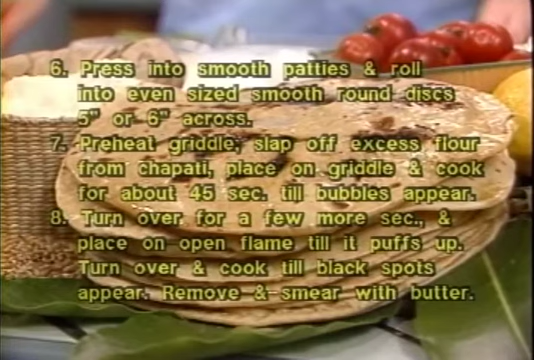 6. Press into smooth patties & roll
into even sized smooth round discs
5" or 6" across.
7. Preheat griddle; slap off excess flour
from chapati, place on griddle & cook
for about 45 sec. till bubbles appear.
8. Turn over for a few more sec., &
place on open flame till it puffs up.
Turn over & cook till black spots
appear. Remove & smear with butter.